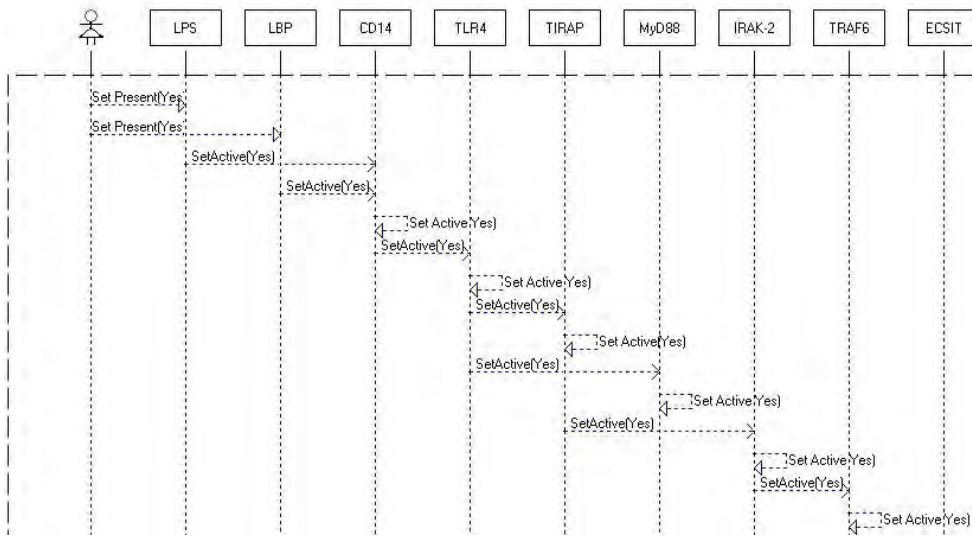 LPS LBP CD14 TLR4 TIRAP MyD88 IRAK-2 TRAF6 ECSIT
Set Present(Yes
Set Present(Yes
SetActive(Yes)
SetActive(Yes)
Set Active Yes)
SetActive(Yes)
Set Active Yes)
SetActive(Yes)
Set Active(Yes)
SetActive(Yes)
Set Active Yes)
SetActive(Yes)
Set Active Yes)
SetActive(Yes)
Set Active Yes)